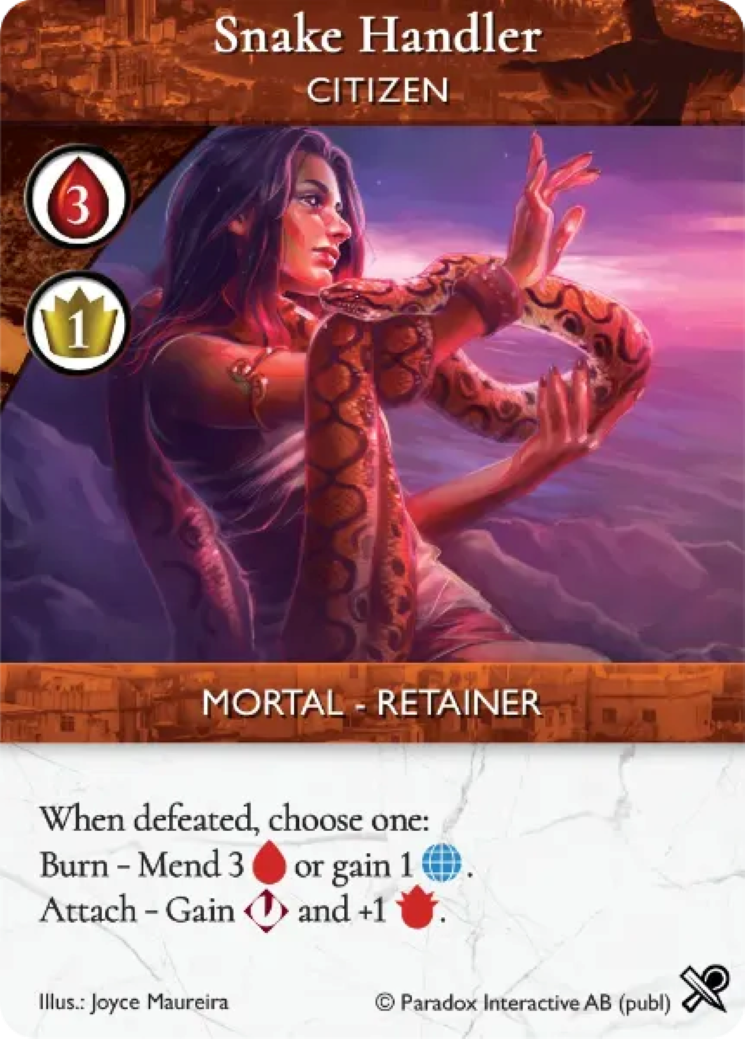 Snake Handler
CITIZEN
3
1
MORTAL - RETAINER
When defeated, choose one:
Burn – Mend 3 or gain 1 .
Attach – Gain and +1 .
Illus.: Joyce Maureira © Paradox Interactive AB (publ)